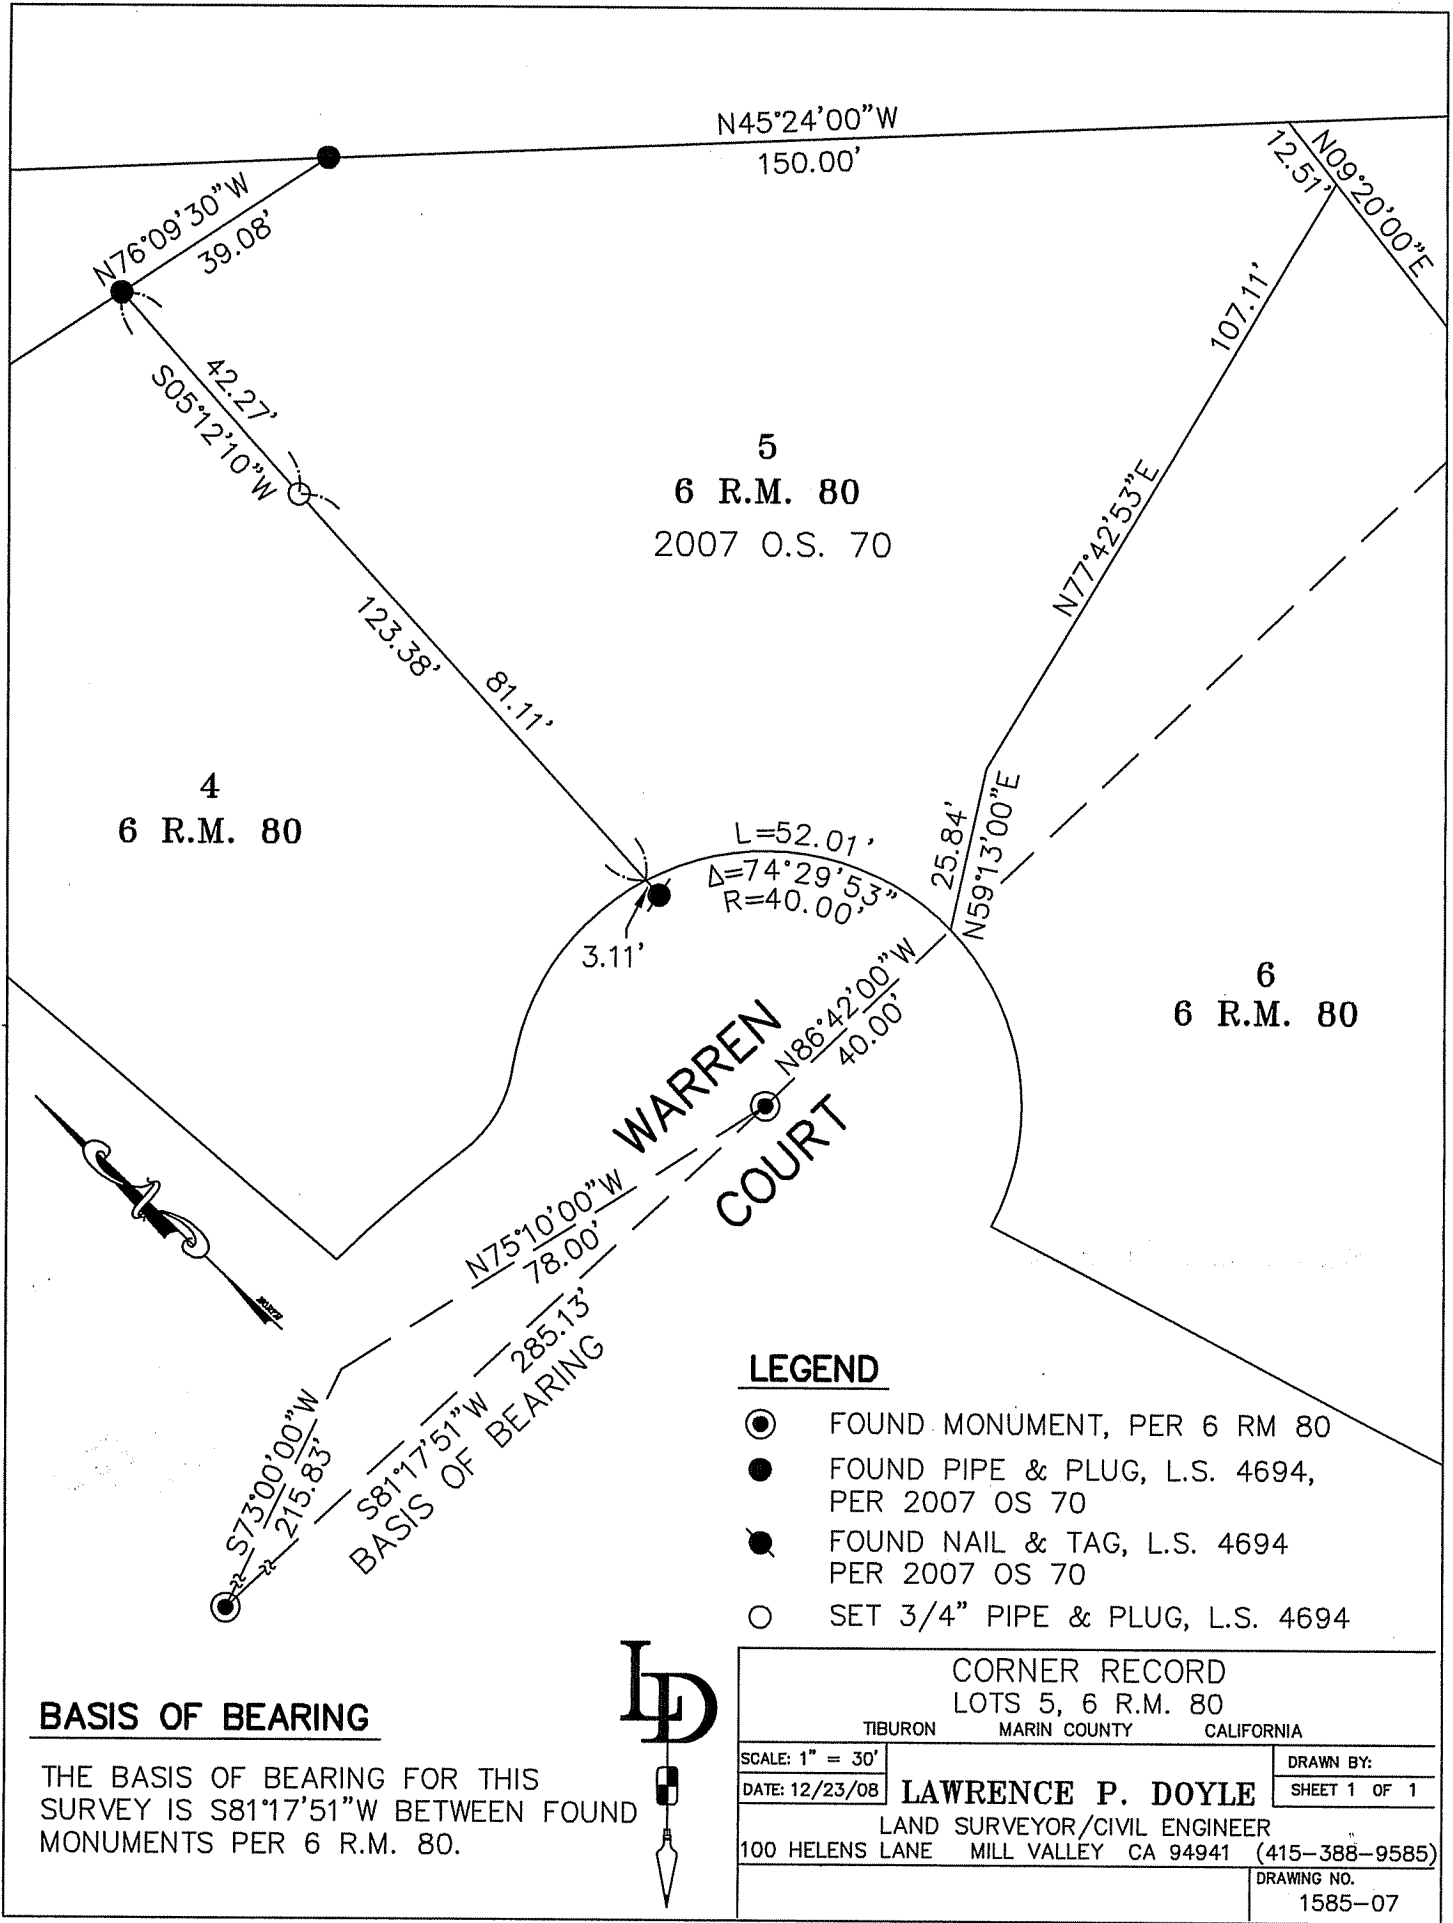 N45°24'00"W
150.00'
N09°20'00"E
12.51'
N76°09'30"W
39.08'
107.11'
N77°42'53"E
42.27'
S05°12'10"W
5
6 R.M. 80
2007 O.S. 70
123.38'
81.11'
4
6 R.M. 80
L=52.01'
Δ=74°29'53"
R=40.00'
25.84'
N59°13'00"E
3.11'
6
6 R.M. 80
N86°42'00"W
40.00'
WARREN
COURT
N75°10'00"W
78.00'
285.13'
S81°17'51"W
BASIS OF BEARING
S73°00'00"W
215.83'
NORTH
LEGEND
FOUND MONUMENT, PER 6 RM 80
FOUND PIPE & PLUG, L.S. 4694,
PER 2007 OS 70
FOUND NAIL & TAG, L.S. 4694
PER 2007 OS 70
SET 3/4" PIPE & PLUG, L.S. 4694
BASIS OF BEARING
THE BASIS OF BEARING FOR THIS
SURVEY IS S81°17'51"W BETWEEN FOUND
MONUMENTS PER 6 R.M. 80.
LD
CORNER RECORD
LOTS 5, 6 R.M. 80
TIBURON MARIN COUNTY CALIFORNIA
SCALE: 1" = 30'
DATE: 12/23/08
LAWRENCE P. DOYLE
DRAWN BY:
SHEET 1 OF 1
LAND SURVEYOR/CIVIL ENGINEER
100 HELENS LANE MILL VALLEY CA 94941 (415-388-9585)
DRAWING NO.
1585-07